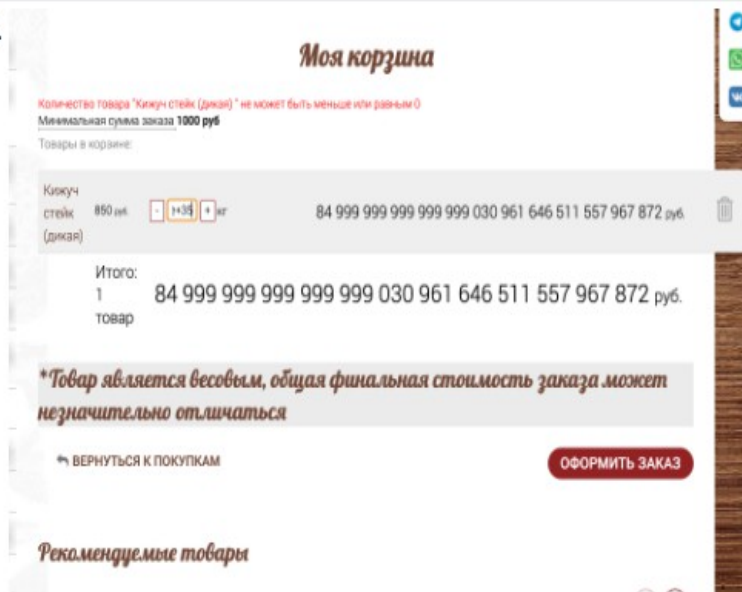 Моя корзина
Количество товара "Кижуч стейк (дикая) " не может быть меньше или равным 0
Минимальная сумма заказа 1000 руб
Товары в корзине:
Кижуч
стейк
(дикая)
850 руб. - +35 + кг 84 999 999 999 999 999 030 961 646 511 557 967 872 руб.
Итого:
1
товар
84 999 999 999 999 999 030 961 646 511 557 967 872 руб.
*Товар является весовым, общая финальная стоимость заказа может
незначительно отличаться
ВЕРНУТЬСЯ К ПОКУПКАМ
ОФОРМИТЬ ЗАКАЗ
Рекомендуемые товары